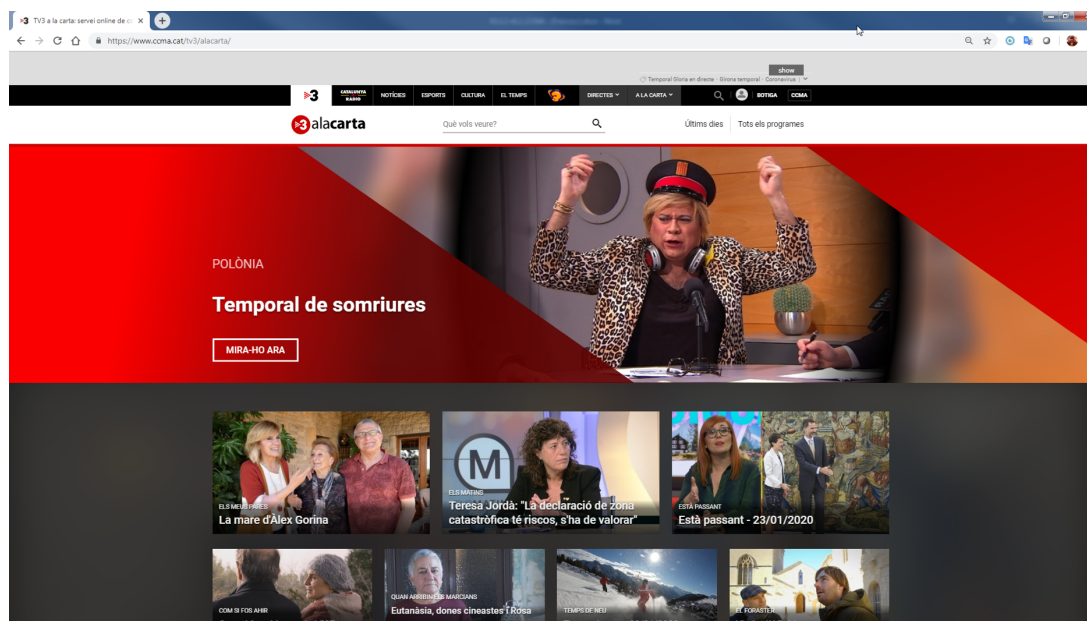 TV3 a la carta: servei online de c
https://www.ccma.cat/tv3/alacarta/
show
Temporal Gloria en directe · Girona temporal · Coronavirus
3 CATALUNYA RÀDIO NOTÍCIES ESPORTS CULTURA EL TEMPS DIRECTES A LA CARTA BOTIGA CCMA
3 alacarta Què vols veure? Últims dies Tots els programes
POLÒNIA
Temporal de somriures
MIRA-HO ARA
ELS MEUS PARES
La mare d'Àlex Gorina
M
ELS MATINS
Teresa Jordà: "La declaració de zona
catastròfica té riscos, s'ha de valorar"
ESTÀ PASSANT
Està passant - 23/01/2020
COM SI FOS AHIR
QUAN ARRIBIN ELS MARCIANS
Eutanàsia, dones cineastes i Rosa
TEMPS DE NEU
EL FORASTER